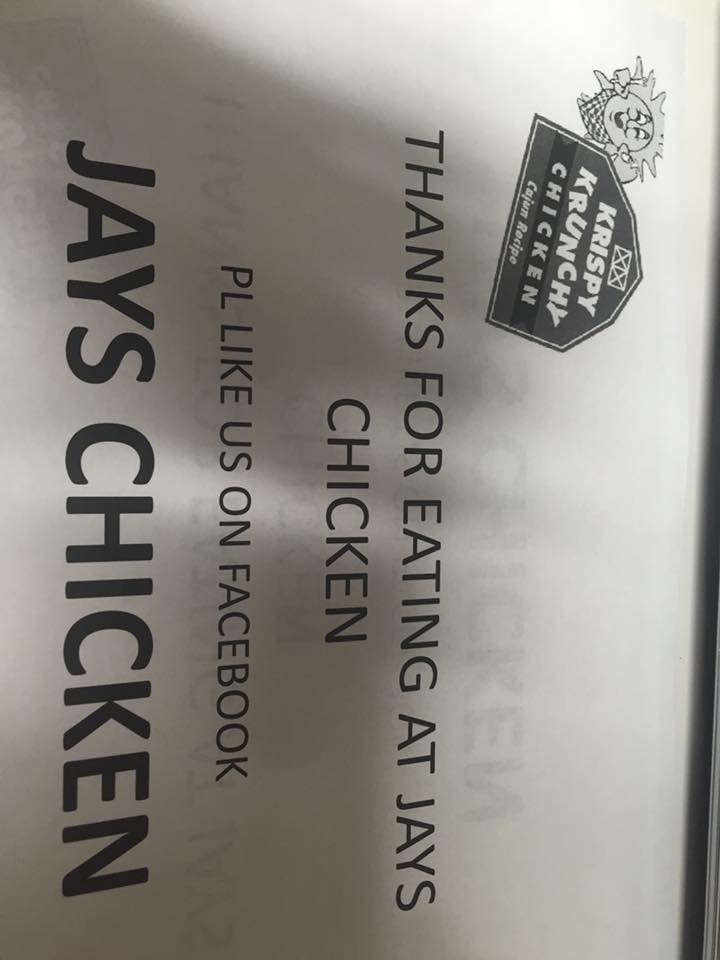 KRISPY
KRUNCHY
CHICKEN
Cajun Recipe
THANKS FOR EATING AT JAYS
CHICKEN
PL LIKE US ON FACEBOOK
JAYS CHICKEN